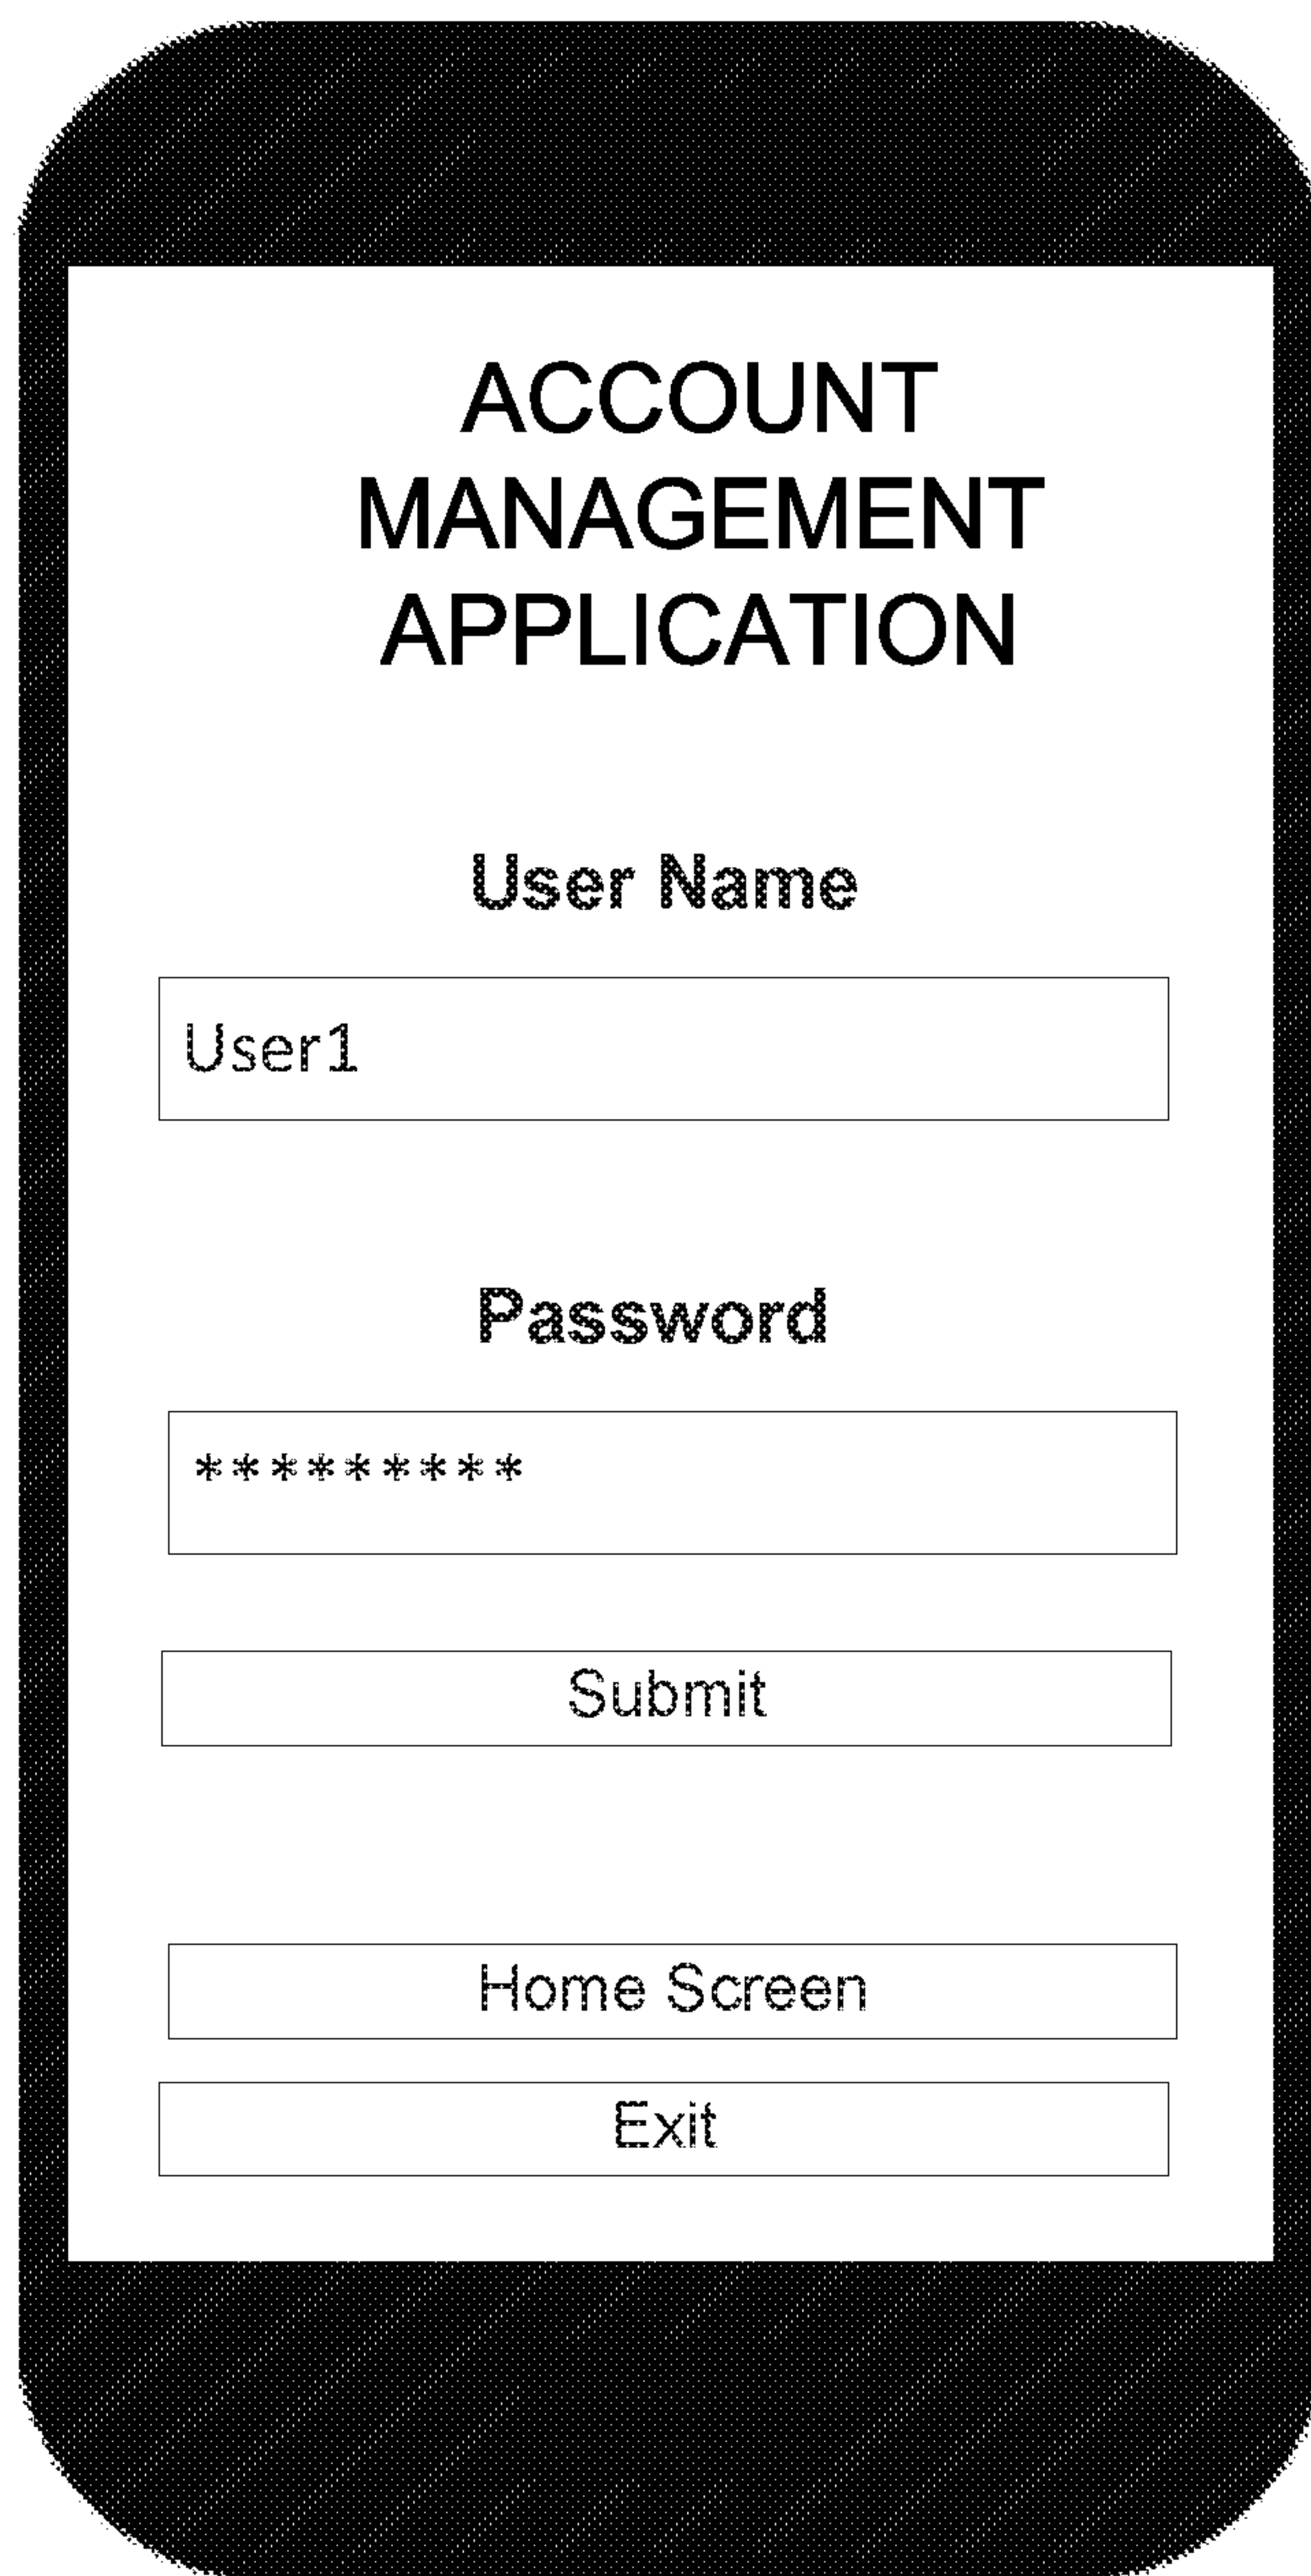 ACCOUNT
MANAGEMENT
APPLICATION
User Name
User1
Password
*********
Submit
Home Screen
Exit